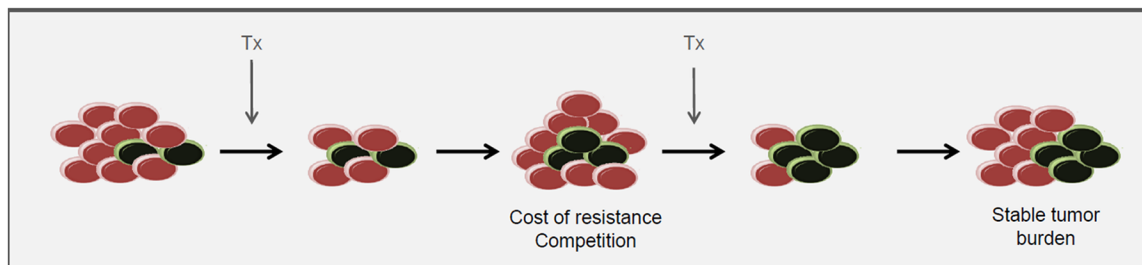 Tx
Tx
Cost of resistance
Competition
Stable tumor
burden